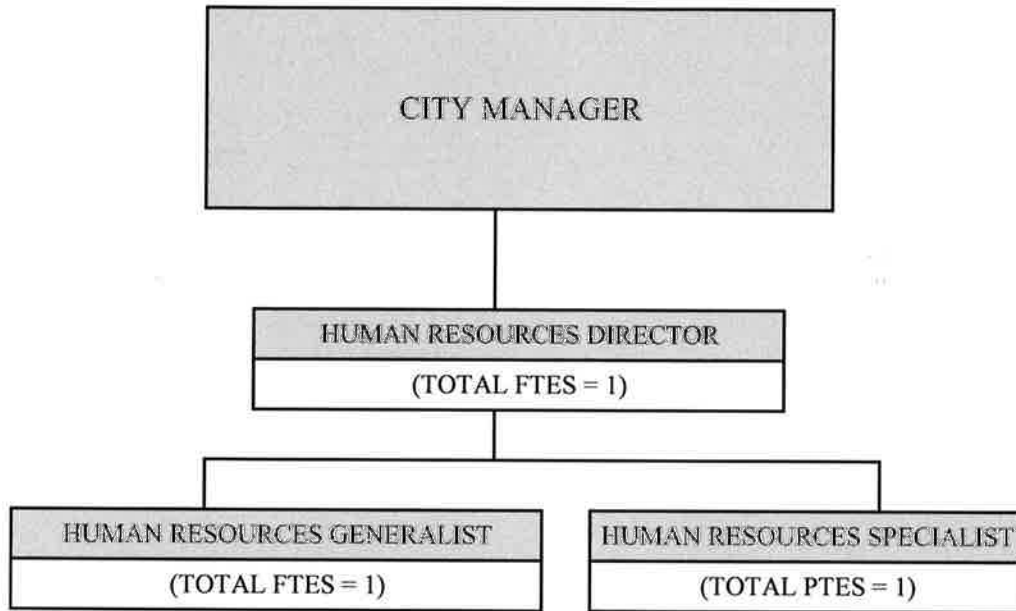 CITY MANAGER
HUMAN RESOURCES DIRECTOR
(TOTAL FTES = 1)
HUMAN RESOURCES GENERALIST
HUMAN RESOURCES SPECIALIST
(TOTAL FTES = 1)
(TOTAL PTES = 1)